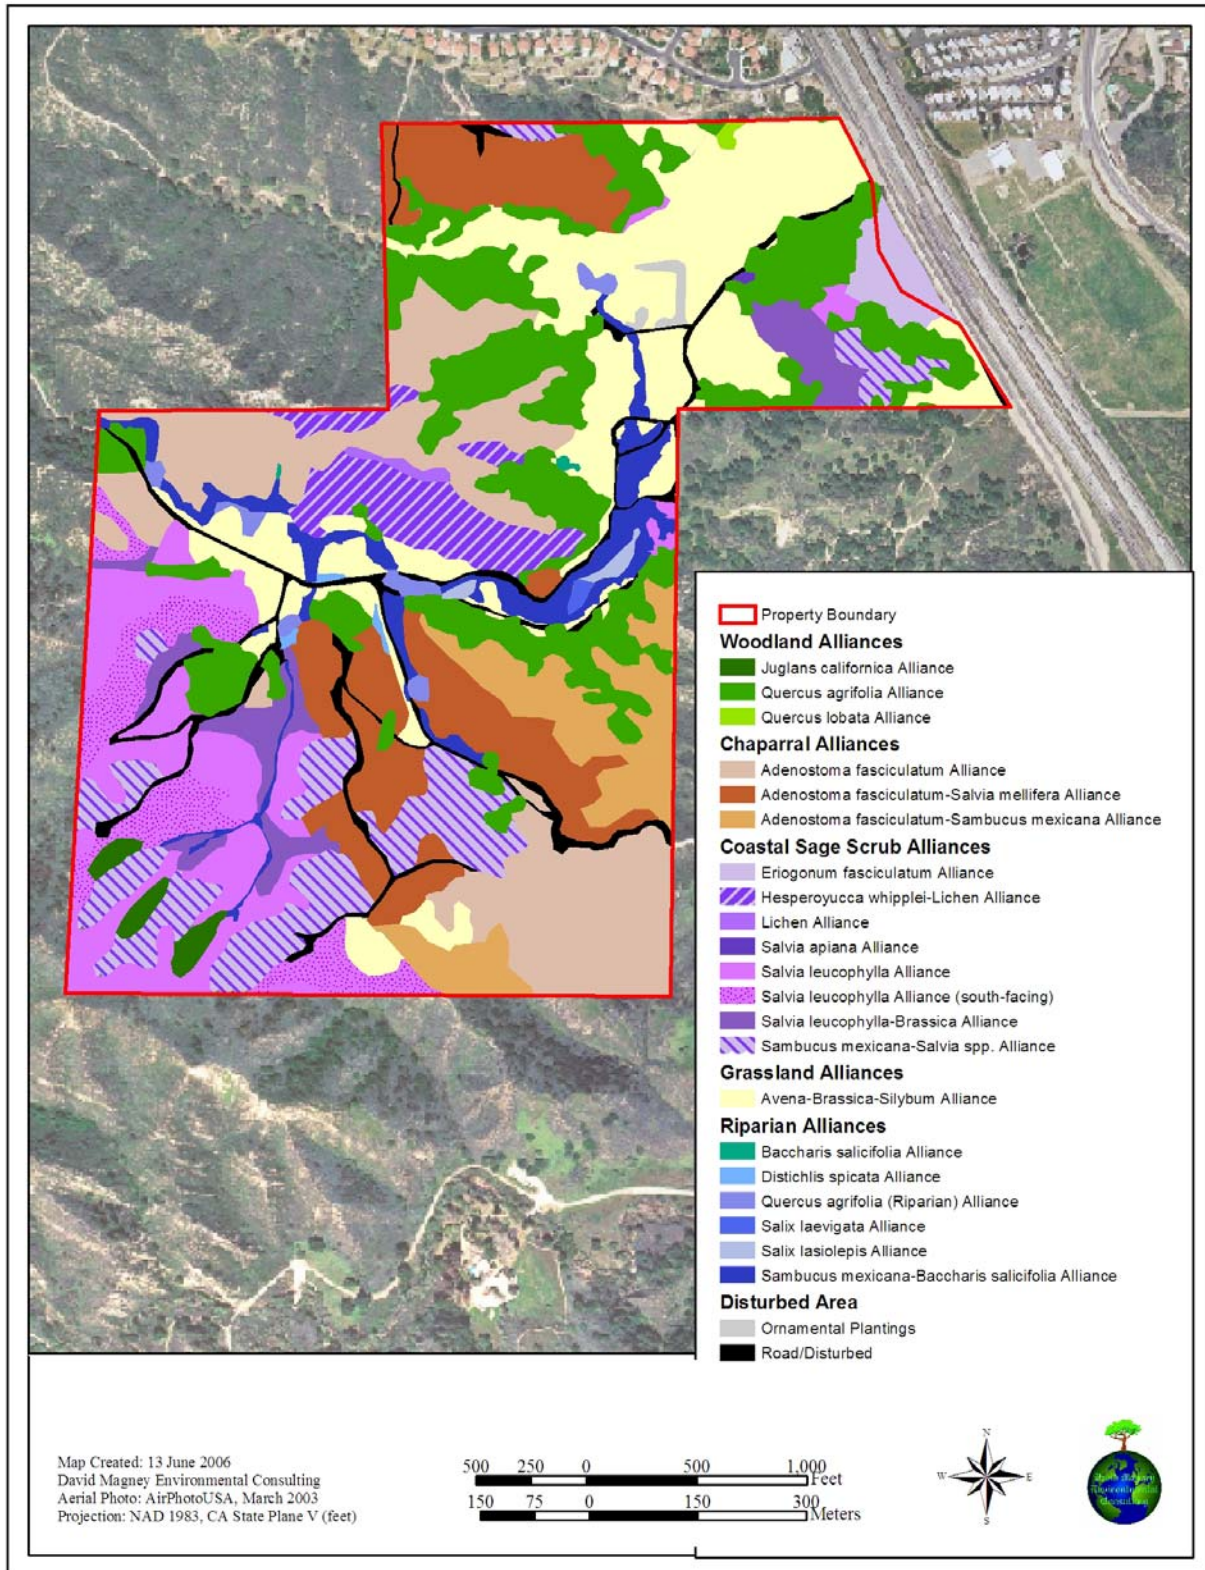 Property Boundary
Woodland Alliances
Juglans californica Alliance
Quercus agrifolia Alliance
Quercus lobata Alliance
Chaparral Alliances
Adenostoma fasciculatum Alliance
Adenostoma fasciculatum-Salvia mellifera Alliance
Adenostoma fasciculatum-Sambucus mexicana Alliance
Coastal Sage Scrub Alliances
Eriogonum fasciculatum Alliance
Hesperoyucca whipplei-Lichen Alliance
Lichen Alliance
Salvia apiana Alliance
Salvia leucophylla Alliance
Salvia leucophylla Alliance (south-facing)
Salvia leucophylla-Brassica Alliance
Sambucus mexicana-Salvia spp. Alliance
Grassland Alliances
Avena-Brassica-Silybum Alliance
Riparian Alliances
Baccharis salicifolia Alliance
Distichlis spicata Alliance
Quercus agrifolia (Riparian) Alliance
Salix laevigata Alliance
Salix lasiolepis Alliance
Sambucus mexicana-Baccharis salicifolia Alliance
Disturbed Area
Ornamental Plantings
Road/Disturbed
Map Created: 13 June 2006
David Magney Environmental Consulting
Aerial Photo: AirPhotoUSA, March 2003
Projection: NAD 1983, CA State Plane V (feet)
500 250 0 500 1,000
Feet
150 75 0 150 300
Meters
N
W E
S
David Magney
Environmental
Consulting